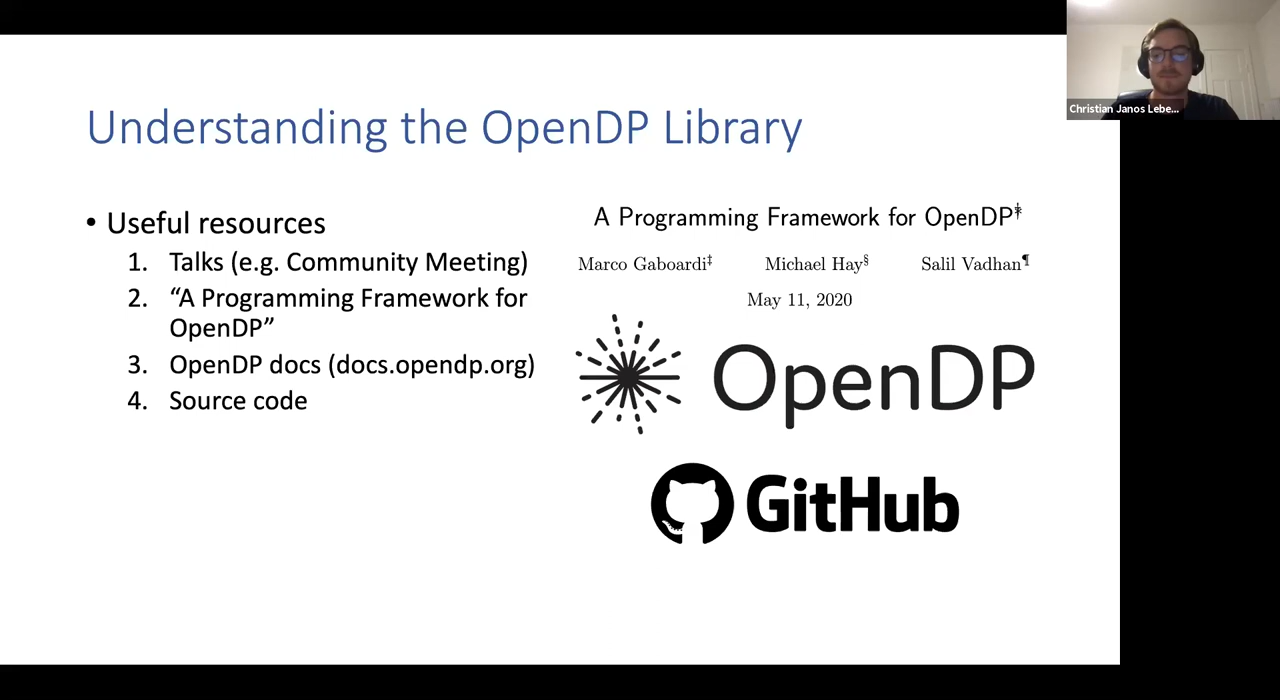 Understanding the OpenDP Library
• Useful resources
1. Talks (e.g. Community Meeting)
2. “A Programming Framework for
OpenDP”
3. OpenDP docs (docs.opendp.org)
4. Source code
A Programming Framework for OpenDP
Marco Gaboardi‡ Michael Hay§ Salil Vadhan¶
May 11, 2020
OpenDP
GitHub
Christian Janos Lebe...